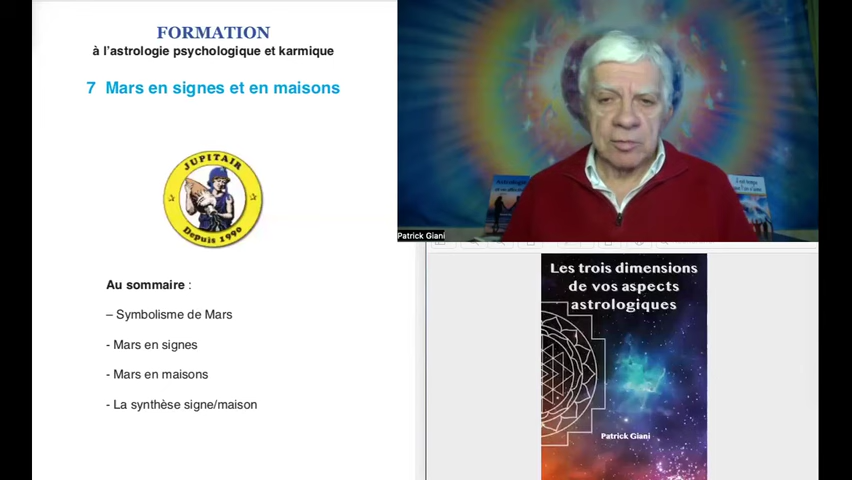 FORMATION
à l'astrologie psychologique et karmique
7 Mars en signes et en maisons
JUPITAIR
Depuis 1990
Au sommaire :
– Symbolisme de Mars
- Mars en signes
- Mars en maisons
- La synthèse signe/maison
Patrick Giani
Les trois dimensions
de vos aspects
astrologiques
Patrick Giani